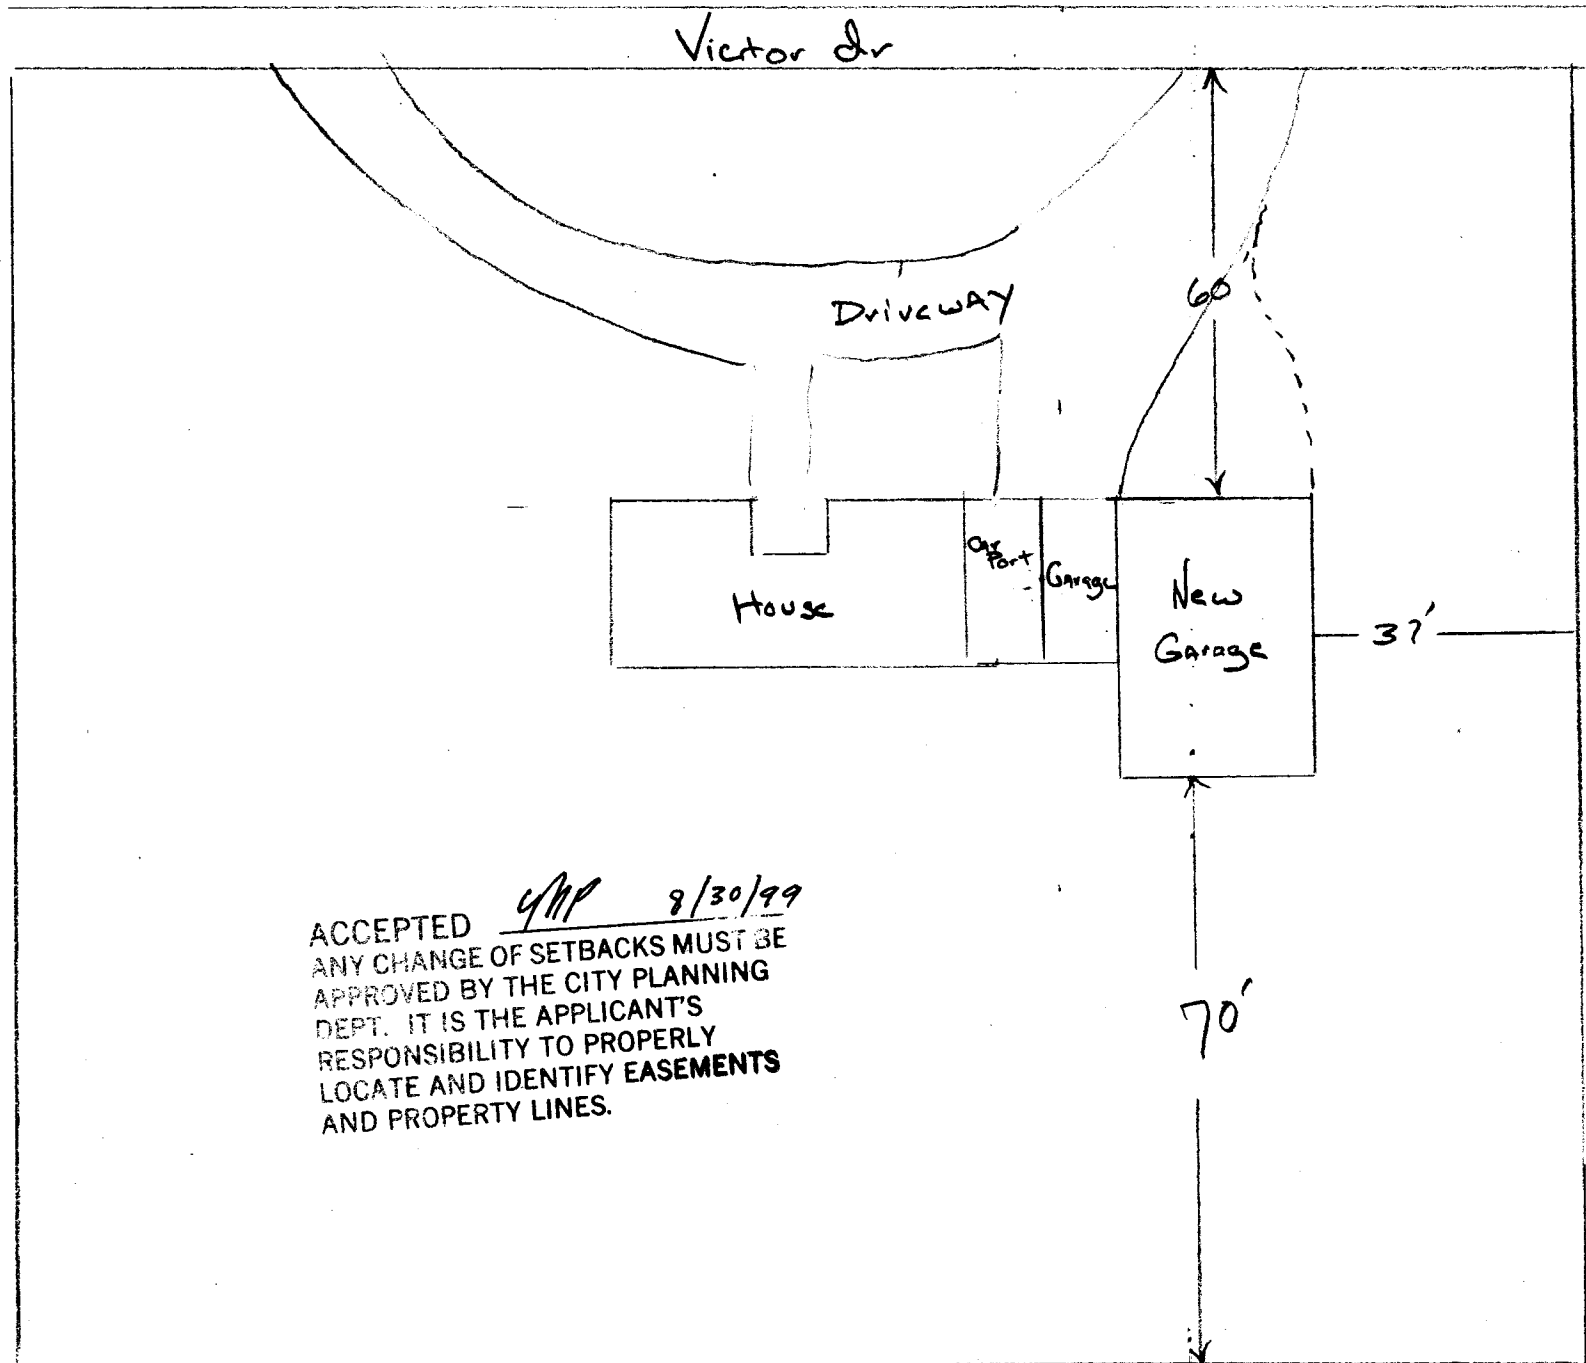 Victor Dr
Driveway
60
Car
Port
Garage
House
New
Garage
37'
ACCEPTED 8/30/99
ANY CHANGE OF SETBACKS MUST BE
APPROVED BY THE CITY PLANNING
DEPT. IT IS THE APPLICANT'S
RESPONSIBILITY TO PROPERLY
LOCATE AND IDENTIFY EASEMENTS
AND PROPERTY LINES.
70'